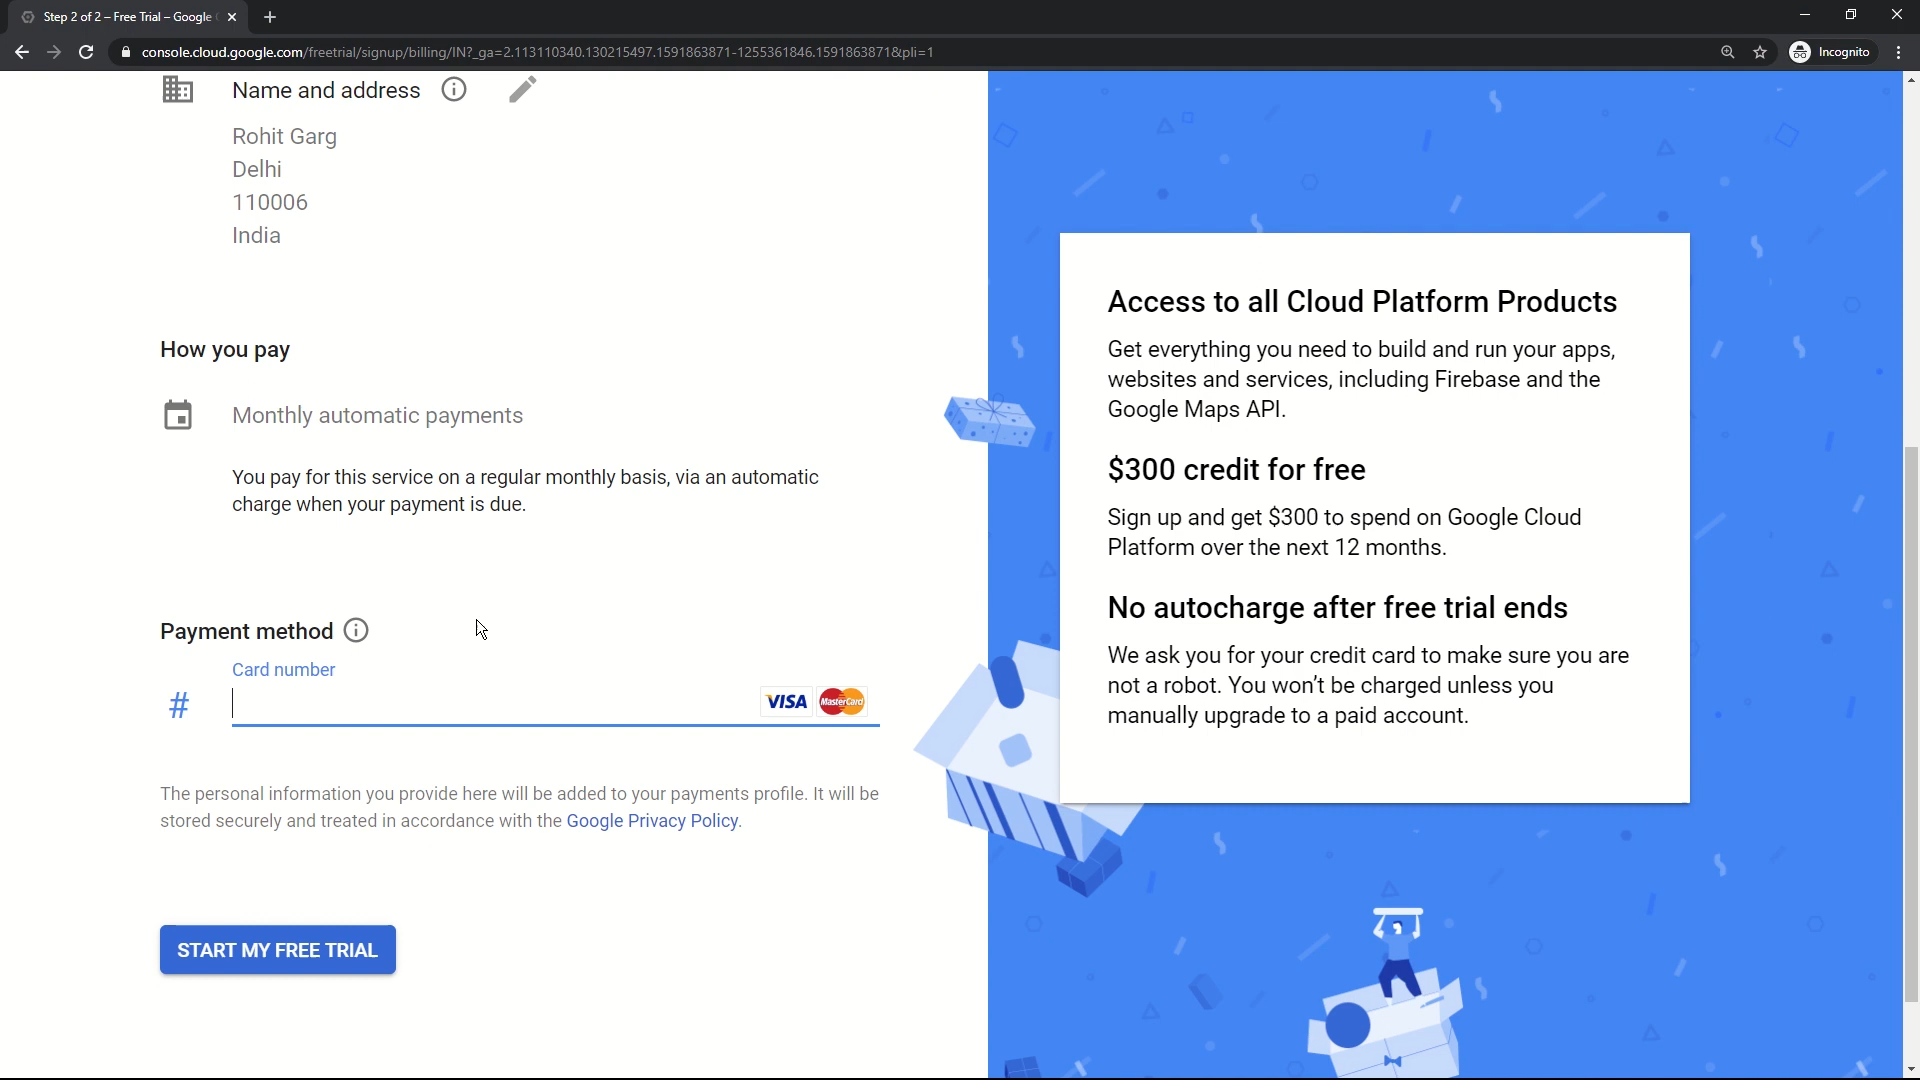 Step 2 of 2 – Free Trial – Google
console.cloud.google.com/freetrial/signup/billing/IN?_ga=2.113110340.130215497.1591863871-1255361846.1591863871&pli=1
Incognito
Name and address
Rohit Garg
Delhi
110006
India
How you pay
Monthly automatic payments
You pay for this service on a regular monthly basis, via an automatic
charge when your payment is due.
Payment method
Card number
#
VISA MasterCard
The personal information you provide here will be added to your payments profile. It will be
stored securely and treated in accordance with the Google Privacy Policy.
START MY FREE TRIAL
Access to all Cloud Platform Products
Get everything you need to build and run your apps,
websites and services, including Firebase and the
Google Maps API.
$300 credit for free
Sign up and get $300 to spend on Google Cloud
Platform over the next 12 months.
No autocharge after free trial ends
We ask you for your credit card to make sure you are
not a robot. You won't be charged unless you
manually upgrade to a paid account.